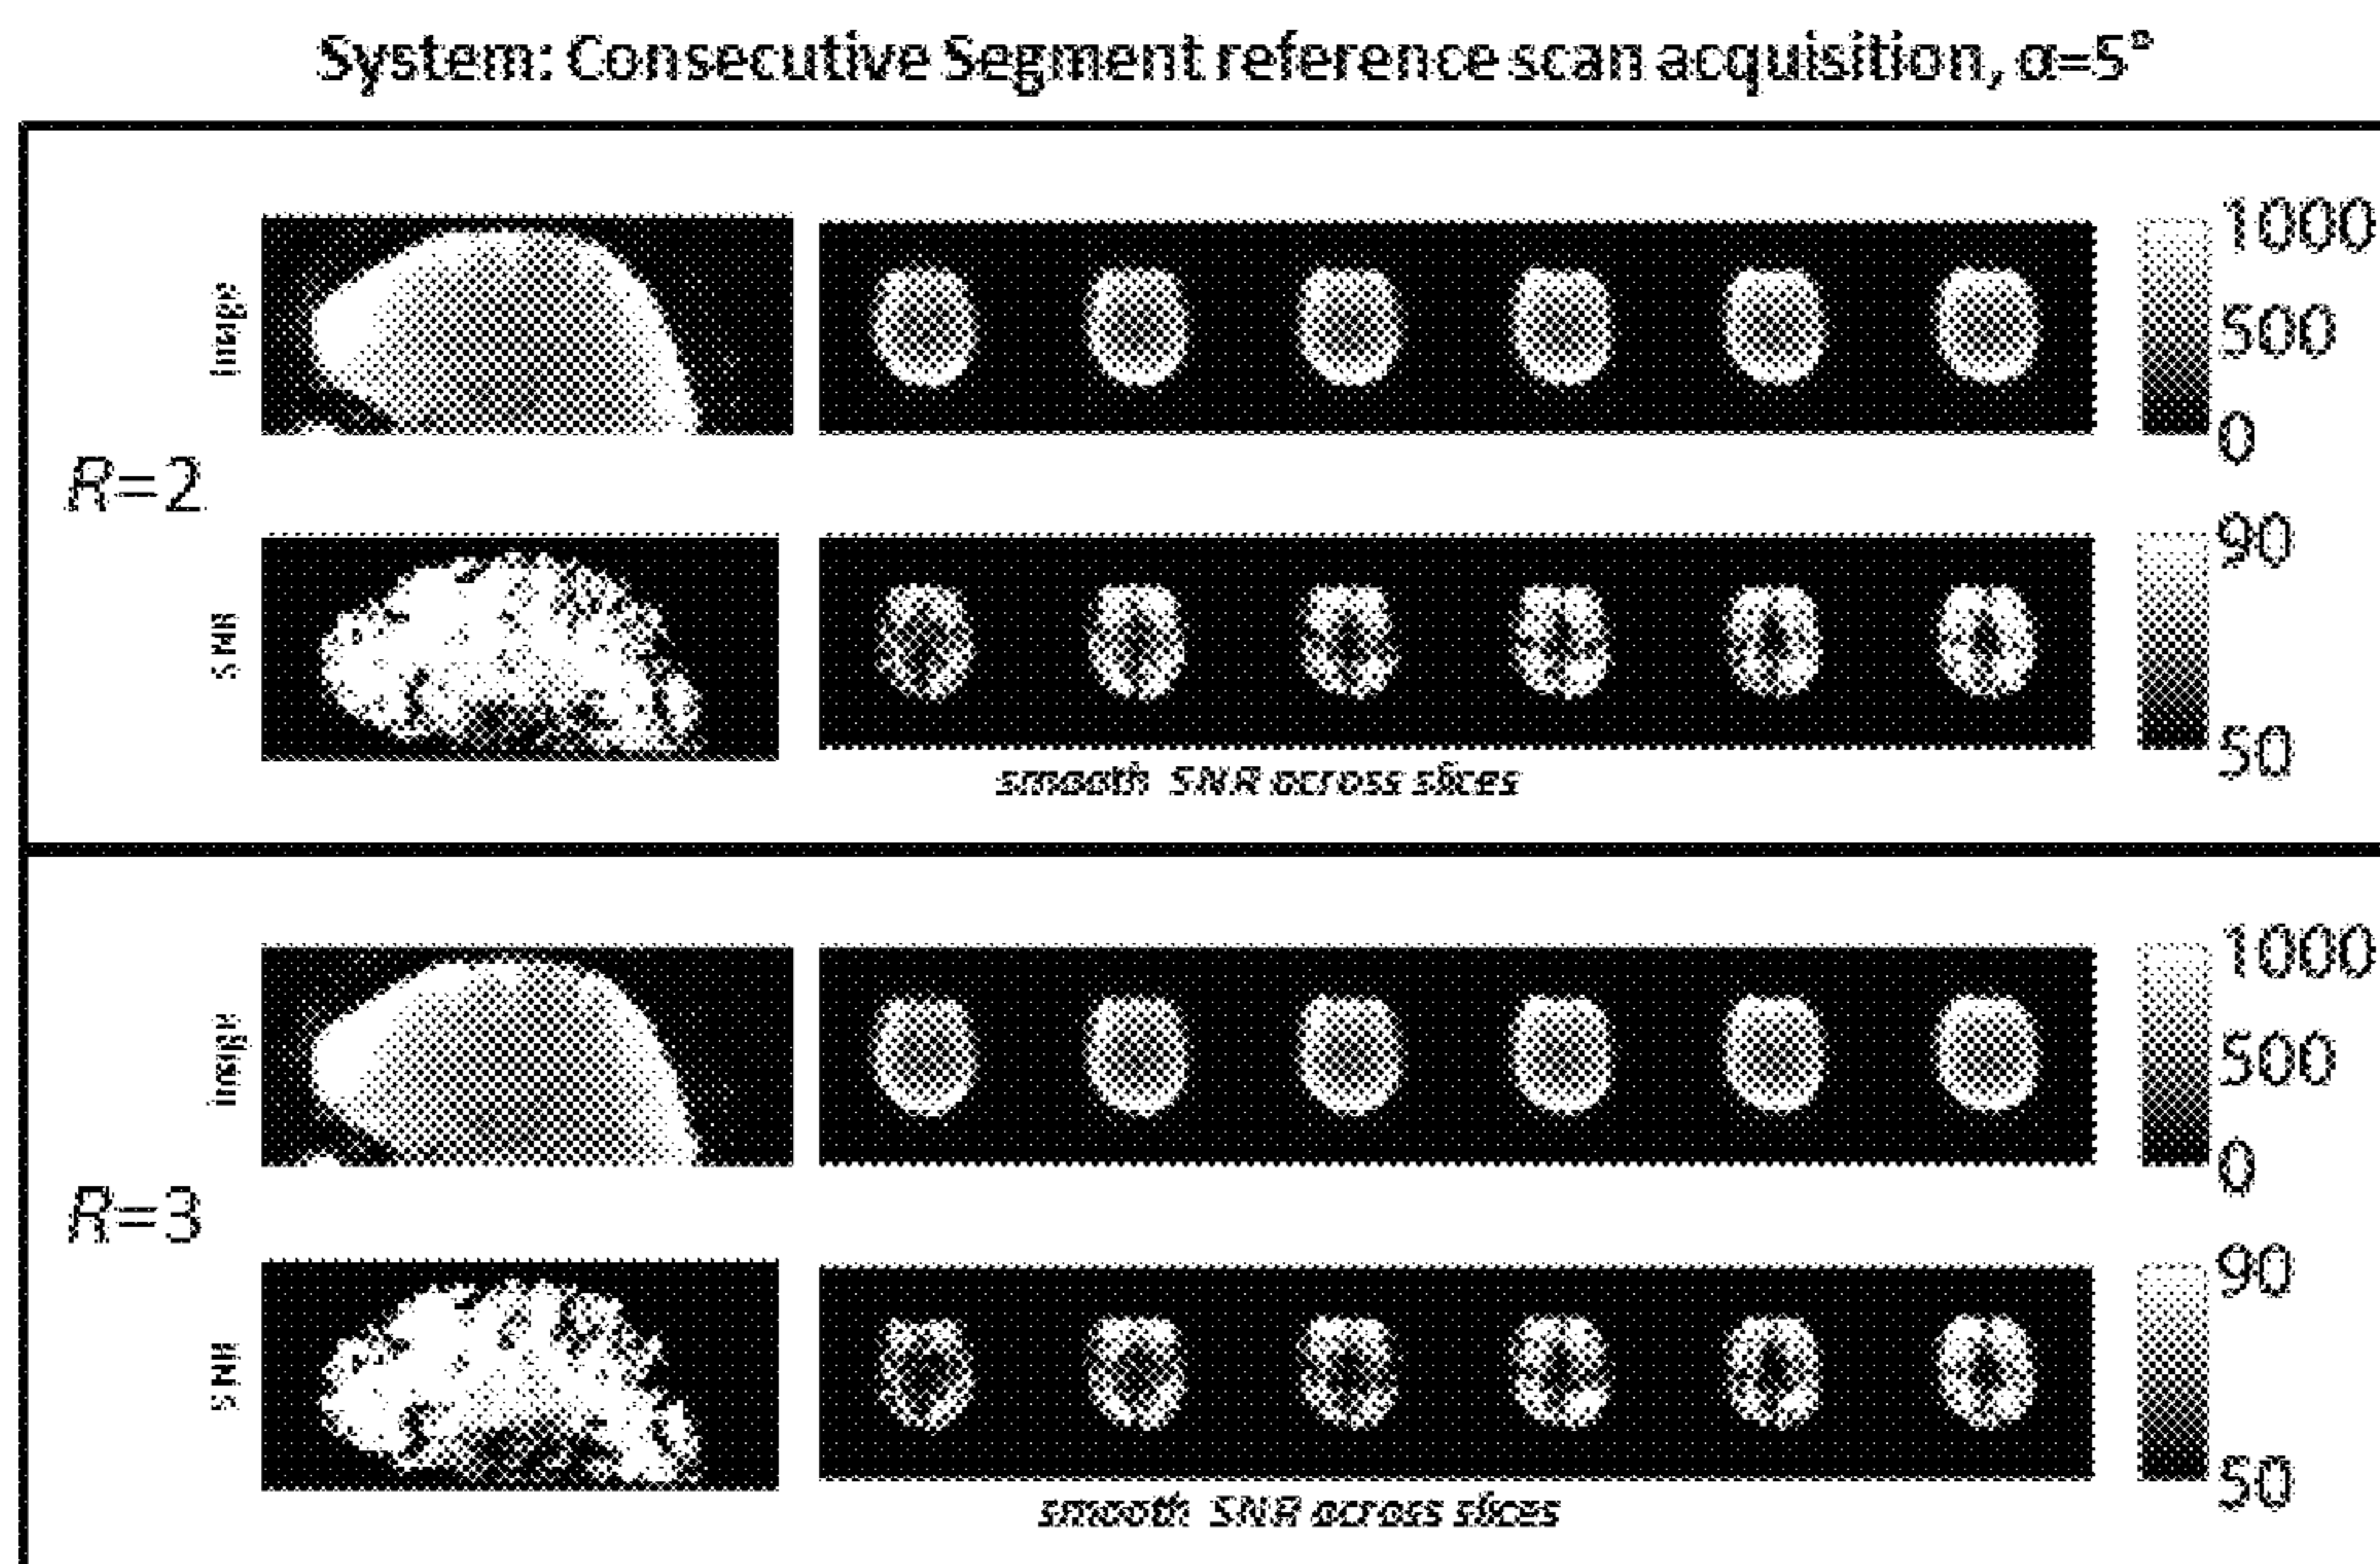 System: Consecutive Segment reference scan acquisition, α=5°
image
1000
500
0
R=2
SNR
90
50
smooth SNR across slices
image
1000
500
0
R=3
SNR
90
50
smooth SNR across slices